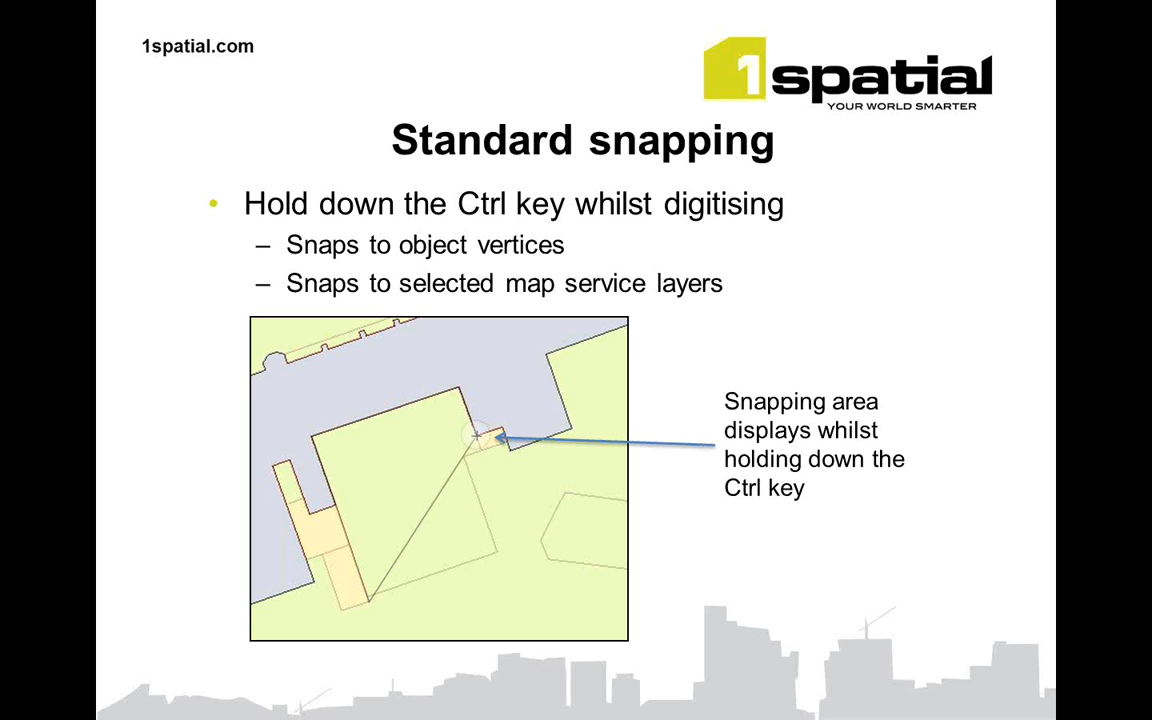 1spatial.com
1spatial
YOUR WORLD SMARTER
Standard snapping
• Hold down the Ctrl key whilst digitising
– Snaps to object vertices
– Snaps to selected map service layers
Snapping area
displays whilst
holding down the
Ctrl key